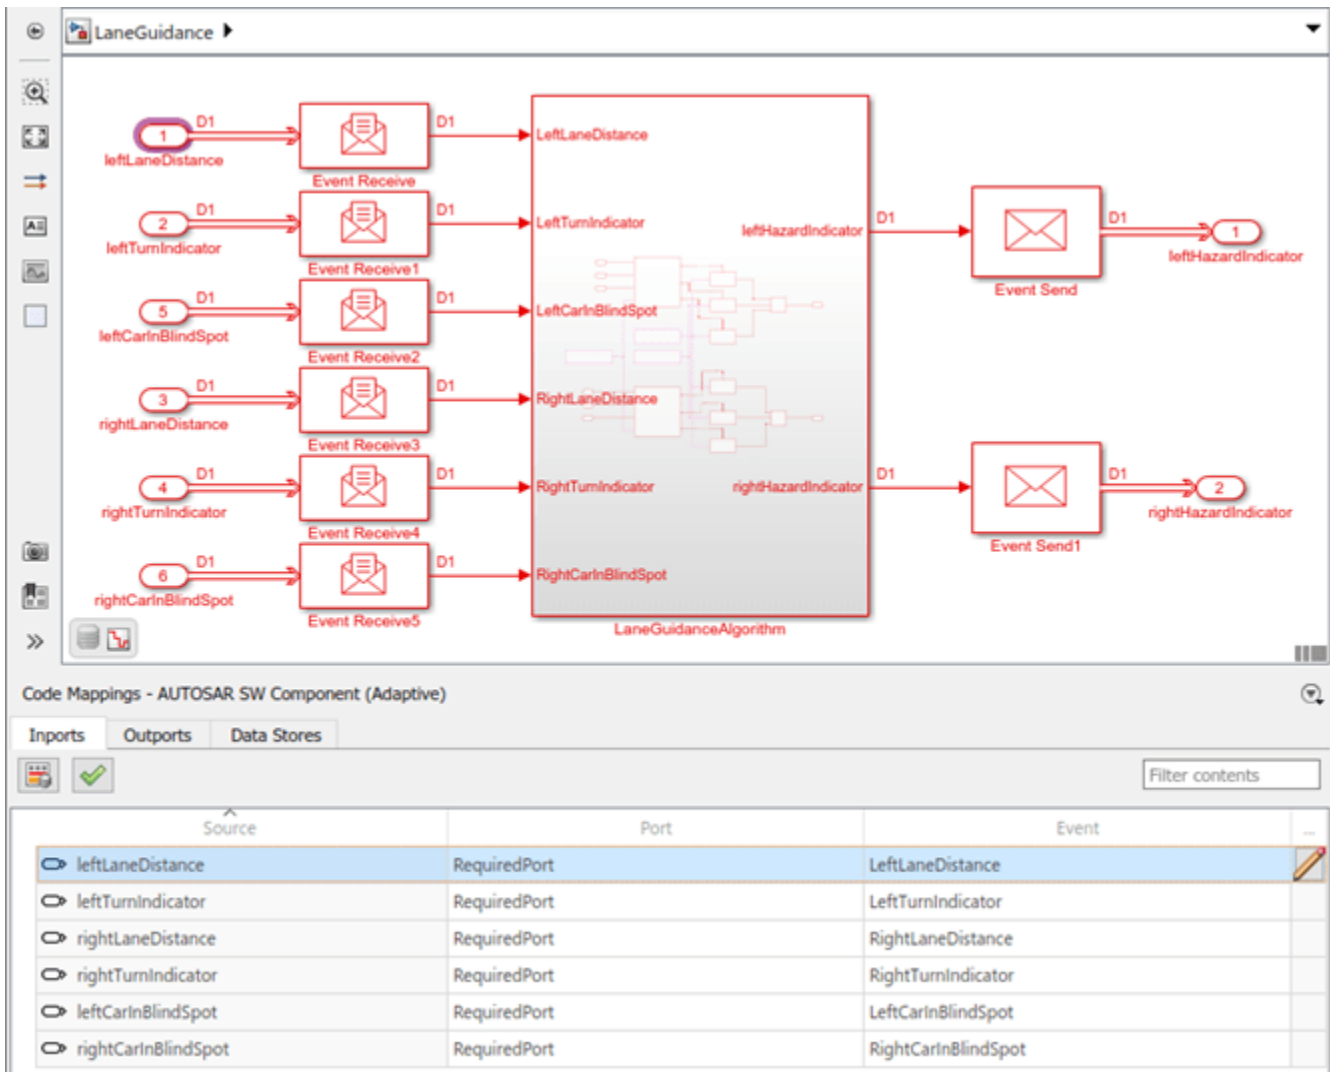 LaneGuidance
D1
1
leftLaneDistance
Event Receive
D1
LeftLaneDistance
D1
2
leftTurnIndicator
Event Receive1
D1
LeftTurnIndicator
D1
5
leftCarInBlindSpot
Event Receive2
D1
LeftCarInBlindSpot
D1
3
rightLaneDistance
Event Receive3
D1
RightLaneDistance
D1
4
rightTurnIndicator
Event Receive4
D1
RightTurnIndicator
D1
6
rightCarInBlindSpot
Event Receive5
D1
RightCarInBlindSpot
LaneGuidanceAlgorithm
leftHazardIndicator
D1
Event Send
D1
1
leftHazardIndicator
rightHazardIndicator
D1
Event Send1
D1
2
rightHazardIndicator
Code Mappings - AUTOSAR SW Component (Adaptive)
Inports Outports Data Stores
Filter contents
Source Port Event ...
leftLaneDistance RequiredPort LeftLaneDistance
leftTurnIndicator RequiredPort LeftTurnIndicator
rightLaneDistance RequiredPort RightLaneDistance
rightTurnIndicator RequiredPort RightTurnIndicator
leftCarInBlindSpot RequiredPort LeftCarInBlindSpot
rightCarInBlindSpot RequiredPort RightCarInBlindSpot